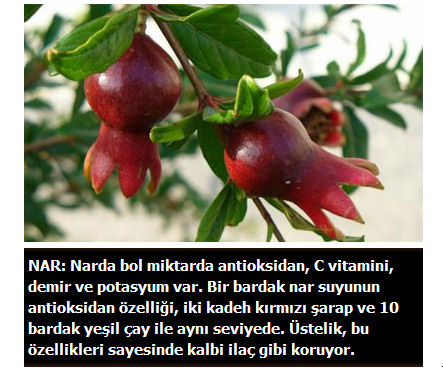 NAR: Narda bol miktarda antioksidan, C vitamini,
demir ve potasyum var. Bir bardak nar suyunun
antioksidan özelliği, iki kadeh kırmızı şarap ve 10
bardak yeşil çay ile aynı seviyede. Üstelik, bu
özellikleri sayesinde kalbi ilaç gibi koruyor.